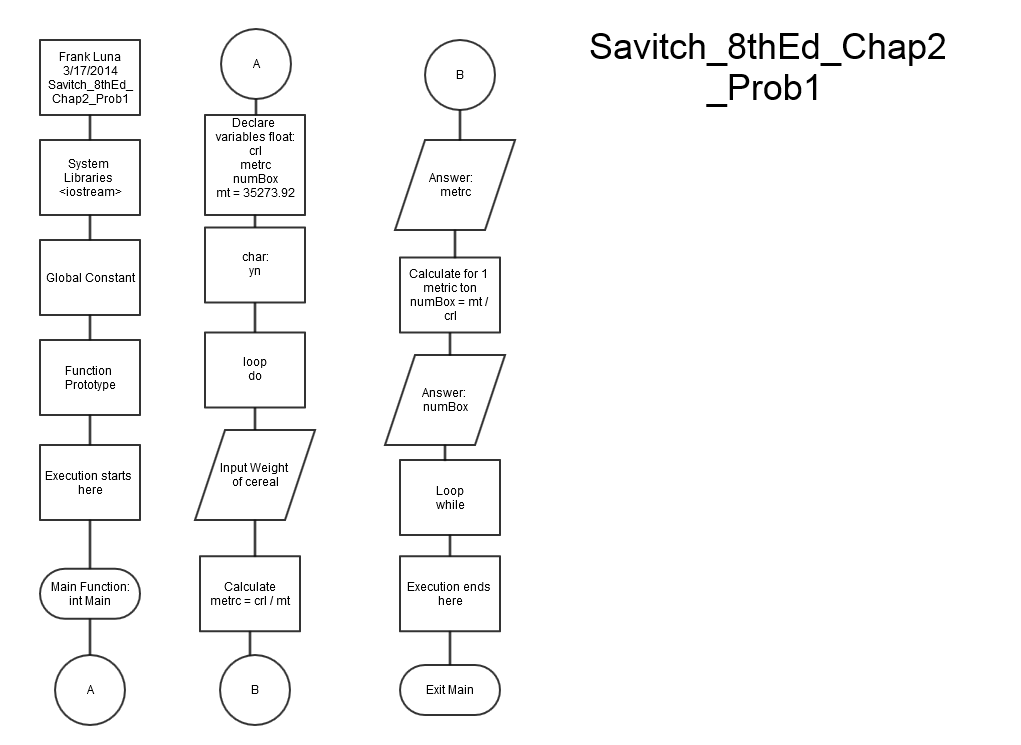 Savitch_8thEd_Chap2
_Prob1
Frank Luna
3/17/2014
Savitch_8thEd_
Chap2_Prob1
System
Libraries
<iostream>
Global Constant
Function
Prototype
Execution starts
here
Main Function:
int Main
A
A
Declare
variables float:
crl
metrc
numBox
mt = 35273.92
char:
yn
loop
do
Input Weight
of cereal
Calculate
metrc = crl / mt
B
B
Answer:
metrc
Calculate for 1
metric ton
numBox = mt /
crl
Answer:
numBox
Loop
while
Execution ends
here
Exit Main